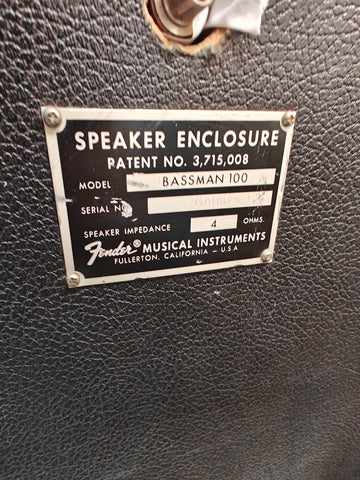 SPEAKER ENCLOSURE
PATENT NO. 3,715,008
MODEL BASSMAN 100
SERIAL NO.
SPEAKER IMPEDANCE 4 OHMS.
Fender® MUSICAL INSTRUMENTS
FULLERTON, CALIFORNIA – U.S.A